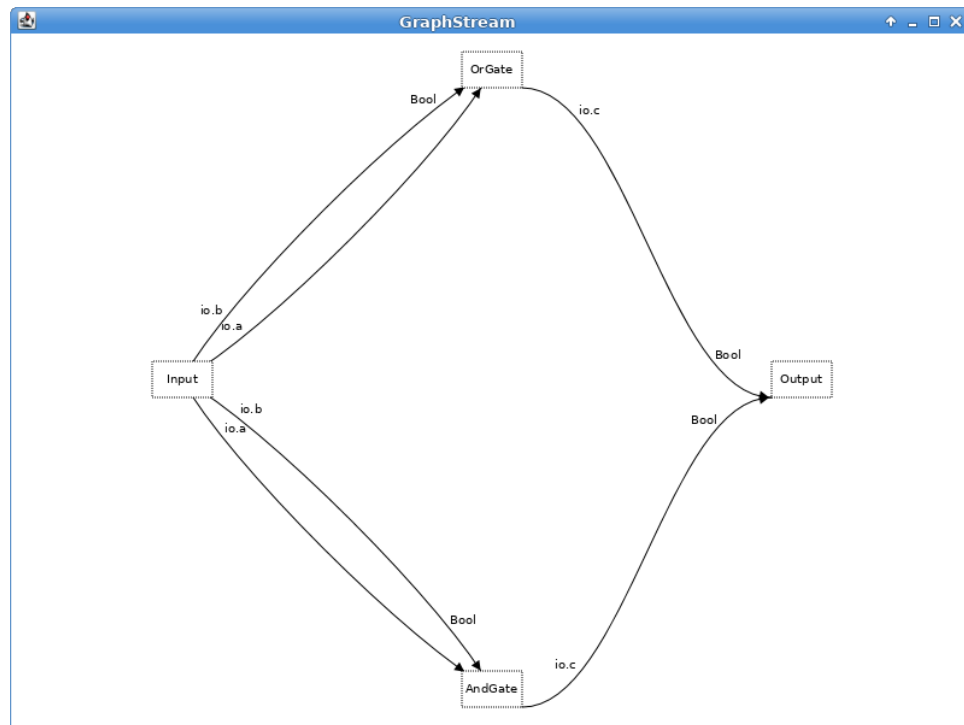 GraphStream
OrGate
Bool
io.c
io.b
io.a
Bool
Input
Output
io.b
io.a
Bool
Bool
io.c
AndGate